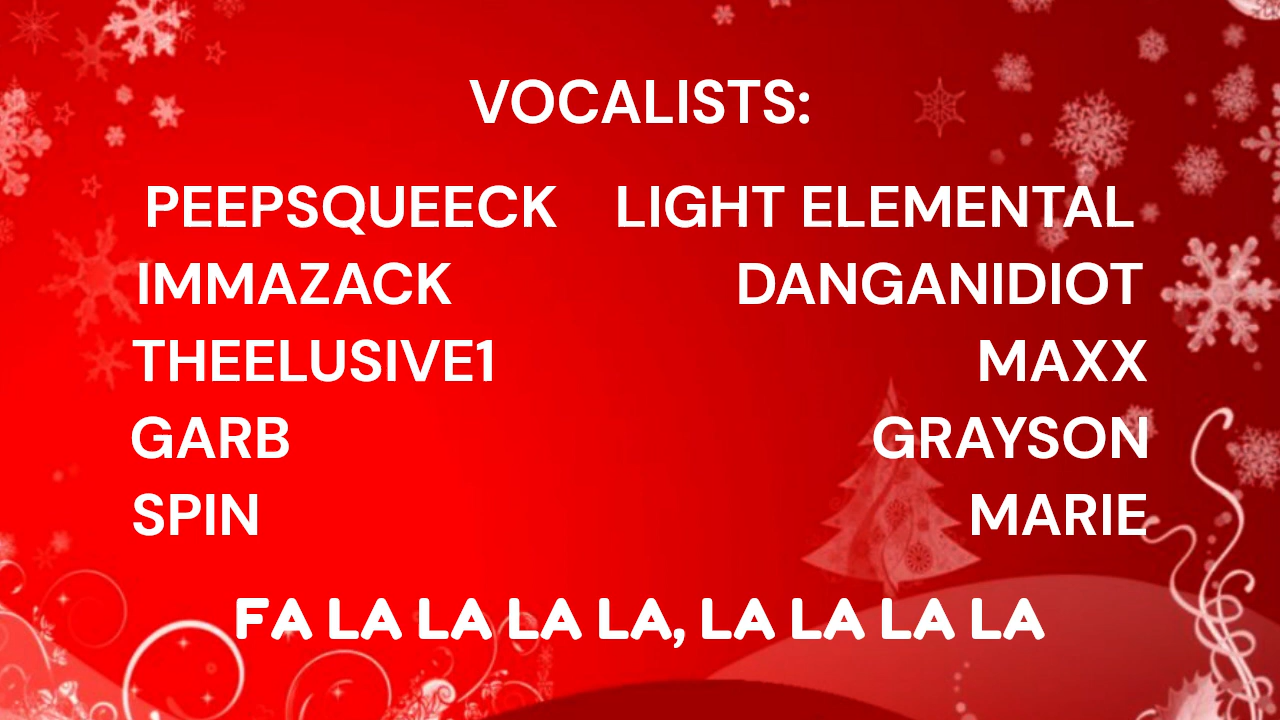 VOCALISTS:
PEEPSQUEECK LIGHT ELEMENTAL
IMMAZACK DANGANIDIOT
THEELUSIVE1 MAXX
GARB GRAYSON
SPIN MARIE
FA LA LA LA LA, LA LA LA LA